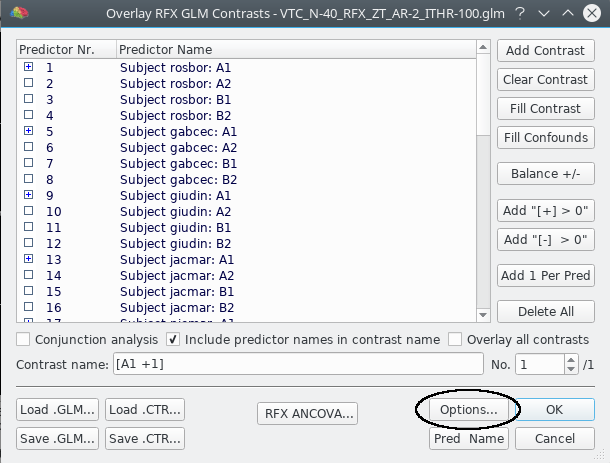 Overlay RFX GLM Contrasts - VTC_N-40_RFX_ZT_AR-2_ITHR-100.glm
Predictor Nr. Predictor Name
1 Subject rosbor: A1
2 Subject rosbor: A2
3 Subject rosbor: B1
4 Subject rosbor: B2
5 Subject gabcec: A1
6 Subject gabcec: A2
7 Subject gabcec: B1
8 Subject gabcec: B2
9 Subject giudin: A1
10 Subject giudin: A2
11 Subject giudin: B1
12 Subject giudin: B2
13 Subject jacmar: A1
14 Subject jacmar: A2
15 Subject jacmar: B1
16 Subject jacmar: B2
Add Contrast
Clear Contrast
Fill Contrast
Fill Confounds
Balance +/-
Add "[+] > 0"
Add "[-]  > 0"
Add 1 Per Pred
Delete All
Conjunction analysis Include predictor names in contrast name Overlay all contrasts
Contrast name: [A1 +1] No. 1 /1
Load .GLM... Load .CTR... RFX ANCOVA... Options... OK
Save .GLM... Save .CTR... Pred Name Cancel